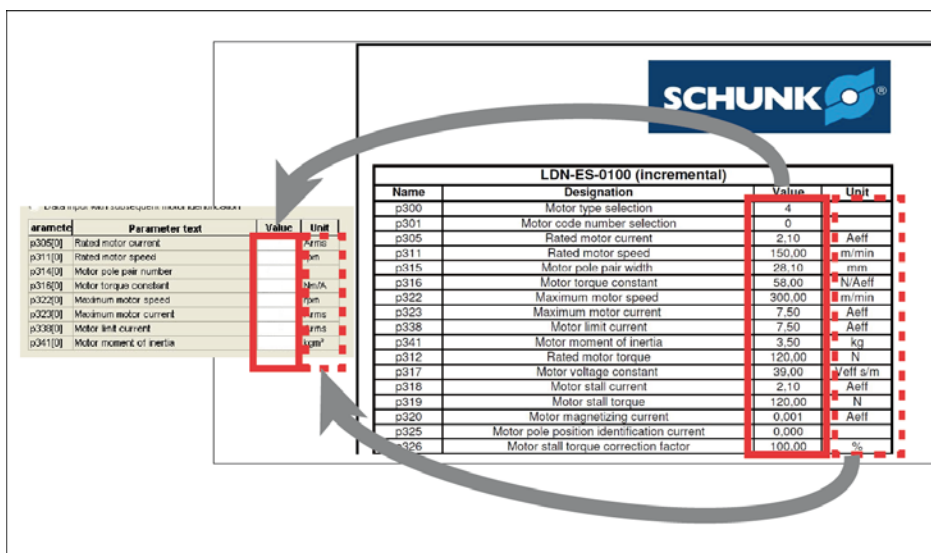 SCHUNK ®
LDN-ES-0100 (incremental)
Name Designation Value Unit
p300 Motor type selection 4
p301 Motor code number selection 0
p305 Rated motor current 2,10 Aeff
p311 Rated motor speed 150,00 m/min
p315 Motor pole pair width 28,10 mm
p316 Motor torque constant 58,00 N/Aeff
p322 Maximum motor speed 300,00 m/min
p323 Maximum motor current 7,50 Aeff
p338 Motor limit current 7,50 Aeff
p341 Motor moment of inertia 3,50 kg
p312 Rated motor torque 120,00 N
p317 Motor voltage constant 39,00 Veff s/m
p318 Motor stall current 2,10 Aeff
p319 Motor stall torque 120,00 N
p320 Motor magnetizing current 0,001 Aeff
p325 Motor pole position identification current 0,000
p326 Motor stall torque correction factor 100,00 %
Data input with subsequent motor identification
aramete Parameter text Value Unit
p305[0] Rated motor current Arms
p311[0] Rated motor speed rpm
p314[0] Motor pole pair number
p316[0] Motor torque constant Nm/A
p322[0] Maximum motor speed rpm
p323[0] Maximum motor current Arms
p338[0] Motor limit current Arms
p341[0] Motor moment of inertia kgm²